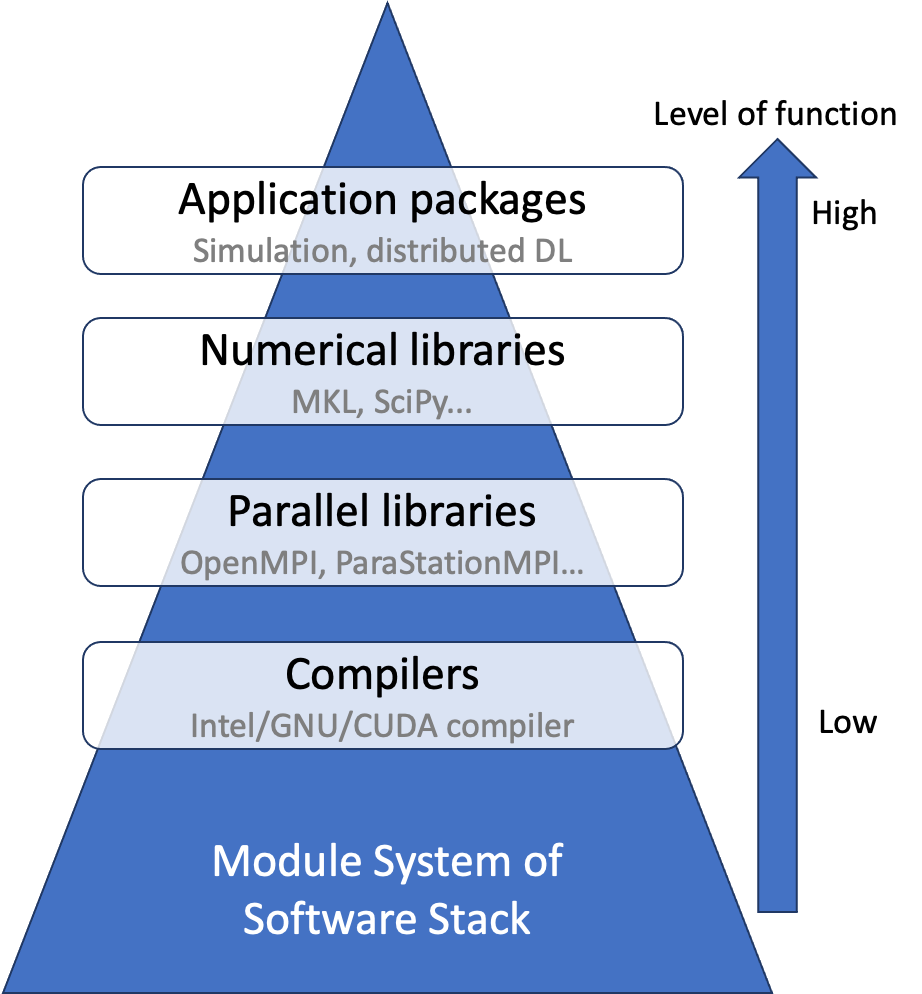 Level of function
High
Application packages
Simulation, distributed DL
Numerical libraries
MKL, SciPy...
Parallel libraries
OpenMPI, ParaStationMPI...
Compilers
Intel/GNU/CUDA compiler
Low
Module System of
Software Stack